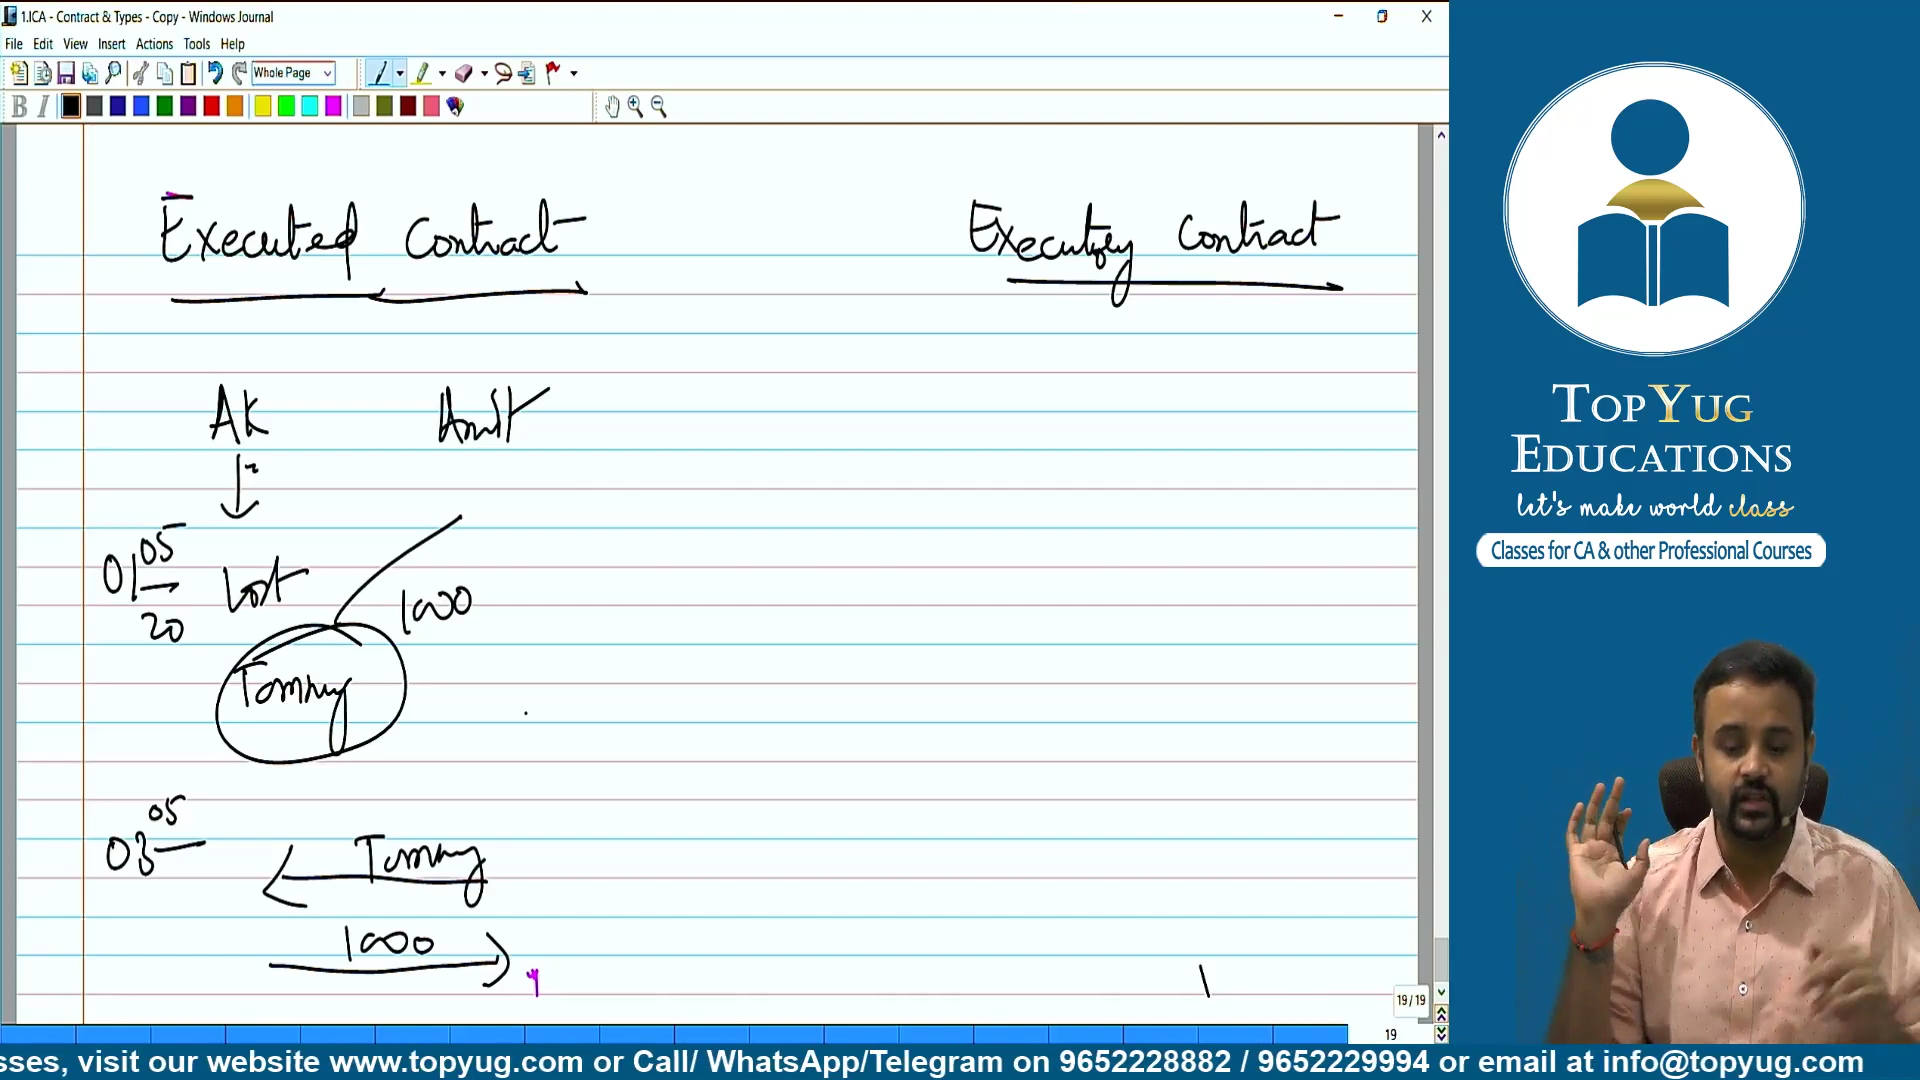 1.ICA - Contract & Types - Copy - Windows Journal
File Edit View Insert Actions Tools Help
Whole Page
B I
Executed Contract
Executory Contract
AK Amit
01 05 20 Lost 1000
Tommy
03 05 Tommy
1000
19 / 19
19
TOPYUG
EDUCATIONS
let's make world class
Classes for CA & other Professional Courses
sses, visit our website www.topyug.com or Call/ WhatsApp/Telegram on 9652228882 / 9652229994 or email at info@topyug.com